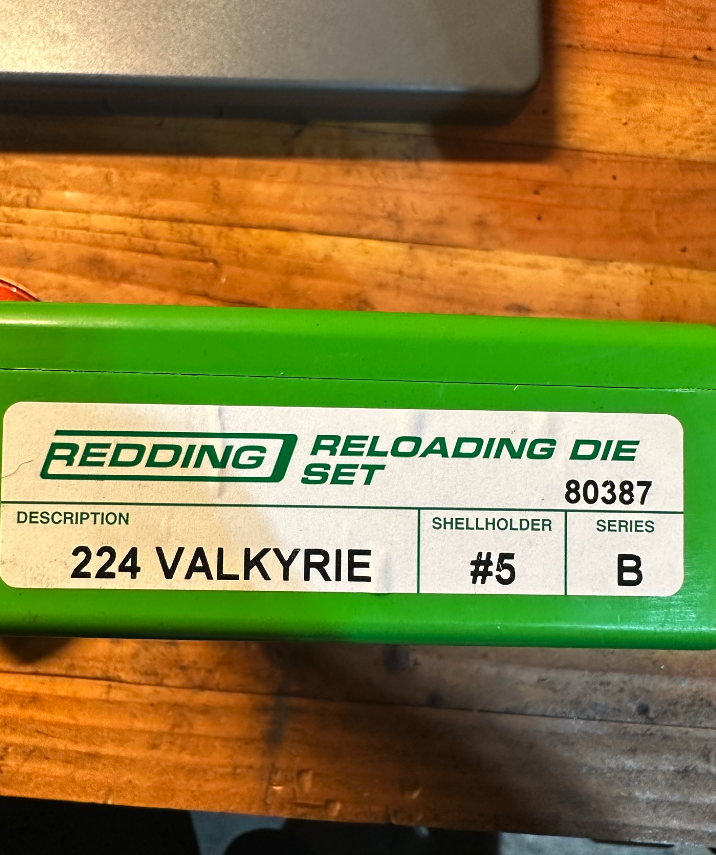 REDDING RELOADING DIE
SET
80387
DESCRIPTION SHELLHOLDER SERIES
224 VALKYRIE #5 B